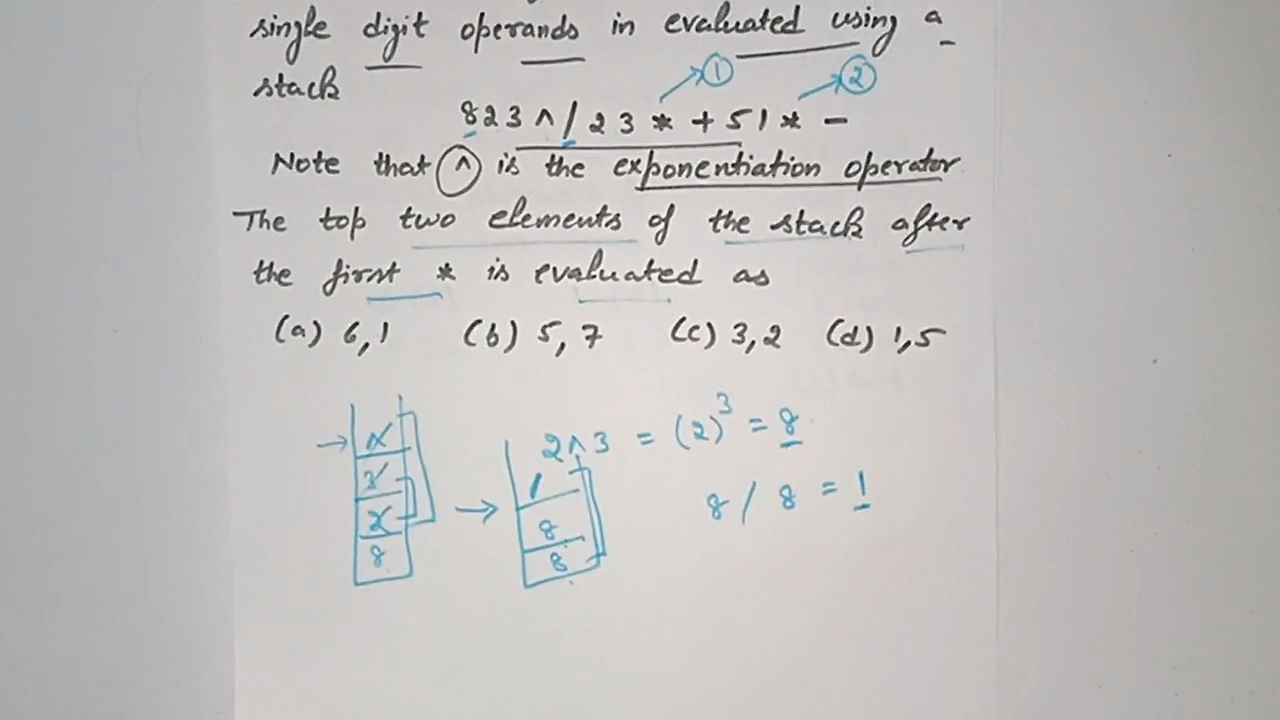 single digit operands in evaluated using a
stack
① ②
8 2 3 ^ / 2 3 * + 5 1 * -
Note that ^ is the exponentiation operator
The top two elements of the stack after
the first * is evaluated as
(a) 6,1 (b) 5,7 (c) 3,2 (d) 1,5
^
3
2
8
/
8
8
2^3 = (2)^3 = 8
8 / 8 = 1